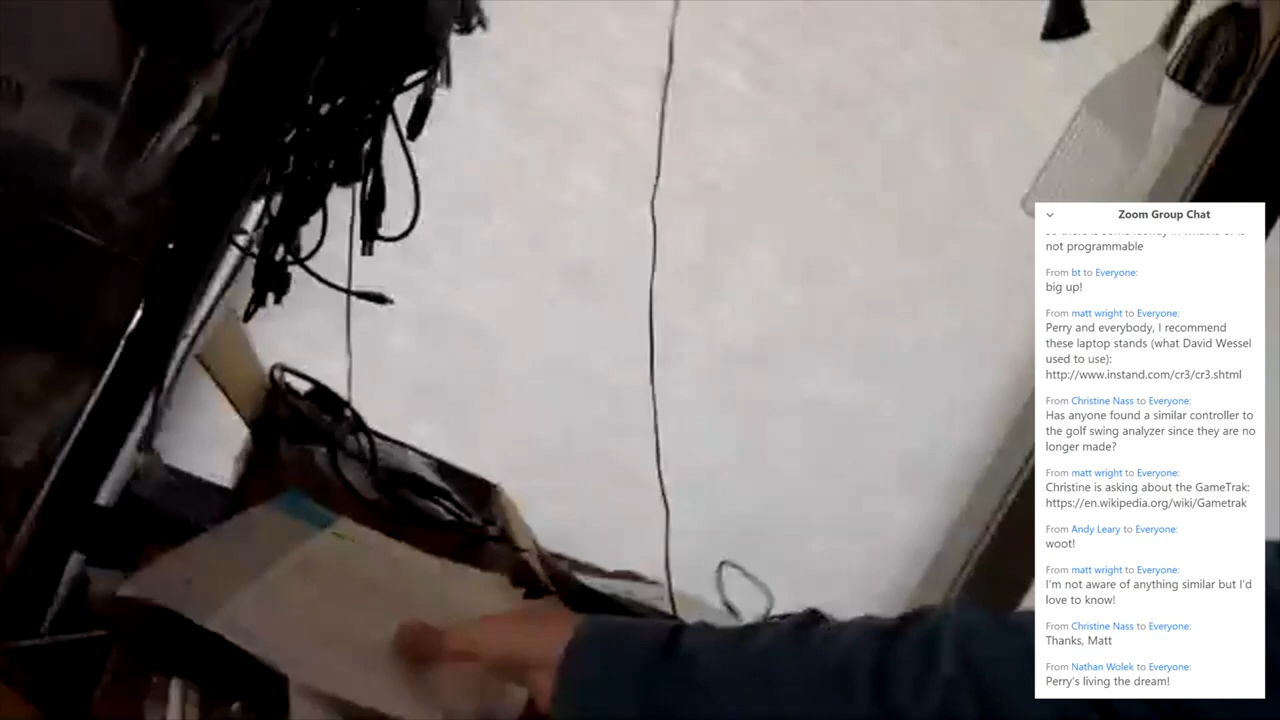 Zoom Group Chat
not programmable
From bt to Everyone:
big up!
From matt wright to Everyone:
Perry and everybody, I recommend
these laptop stands (what David Wessel
used to use):
http://www.instand.com/cr3/cr3.shtml
From Christine Nass to Everyone:
Has anyone found a similar controller to
the golf swing analyzer since they are no
longer made?
From matt wright to Everyone:
Christine is asking about the GameTrak:
https://en.wikipedia.org/wiki/Gametrak
From Andy Leary to Everyone:
woot!
From matt wright to Everyone:
I'm not aware of anything similar but I'd
love to know!
From Christine Nass to Everyone:
Thanks, Matt
From Nathan Wolek to Everyone:
Perry's living the dream!